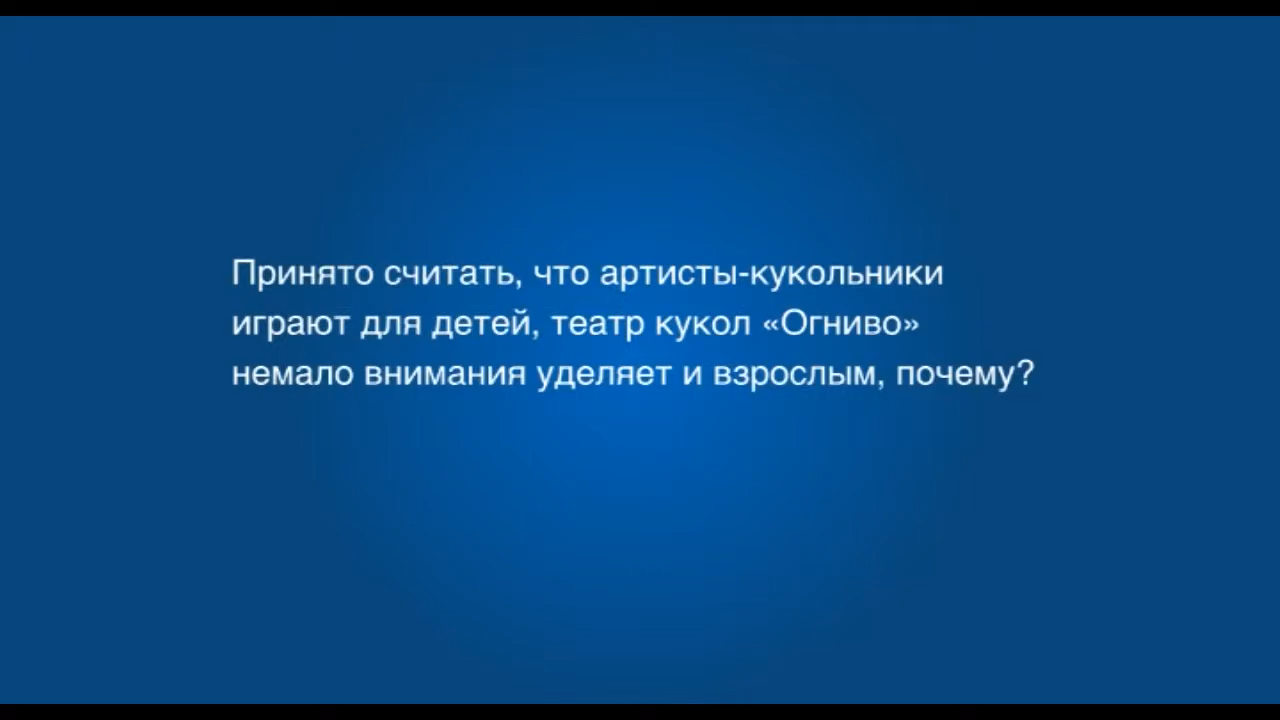 Принято считать, что артисты-кукольники
играют для детей, театр кукол «Огниво»
немало внимания уделяет и взрослым, почему?